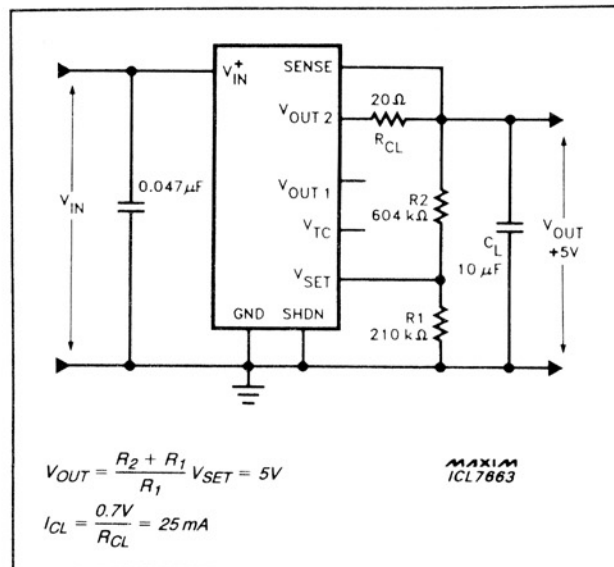 V+IN
SENSE
VOUT 2
20Ω
RCL
VIN
0.047μF
VOUT 1
R2
604 kΩ
VTC
CL
10 μF
VOUT
+5V
VSET
GND SHDN
R1
210 kΩ
VOUT = R2 + R1 / R1 VSET = 5V
MAXIM
ICL7663
ICL = 0.7V / RCL = 25 mA